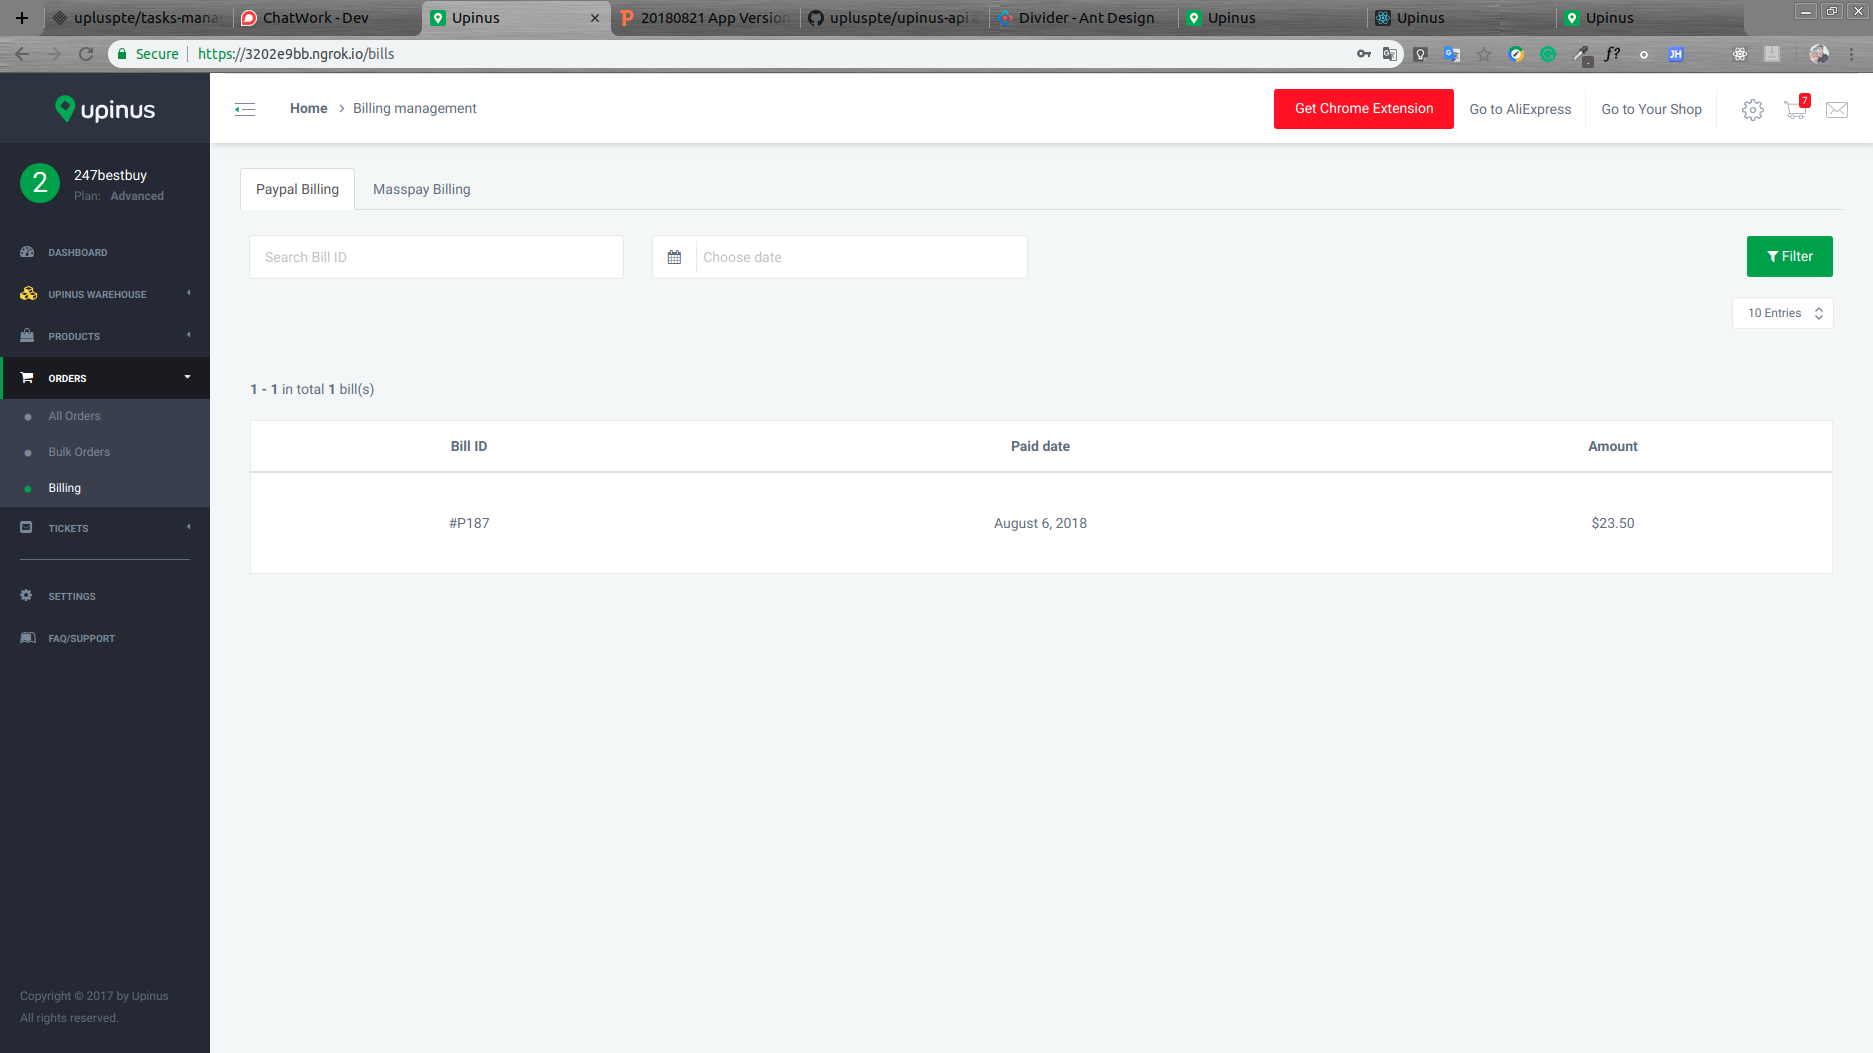 upluspte/tasks-mana
ChatWork - Dev
Upinus
20180821 App Version
upluspte/upinus-api a
Divider - Ant Design
Upinus
Upinus
Upinus
Secure
https://3202e9bb.ngrok.io/bills
f?
JH
upinus
Home > Billing management
Get Chrome Extension
Go to AliExpress
Go to Your Shop
7
2
247bestbuy
Plan: Advanced
DASHBOARD
UPINUS WAREHOUSE
PRODUCTS
ORDERS
All Orders
Bulk Orders
Billing
TICKETS
SETTINGS
FAQ/SUPPORT
Copyright © 2017 by Upinus
All rights reserved.
Paypal Billing
Masspay Billing
Search Bill ID
Choose date
Filter
10 Entries
1 - 1 in total 1 bill(s)
Bill ID Paid date Amount
#P187 August 6, 2018 $23.50